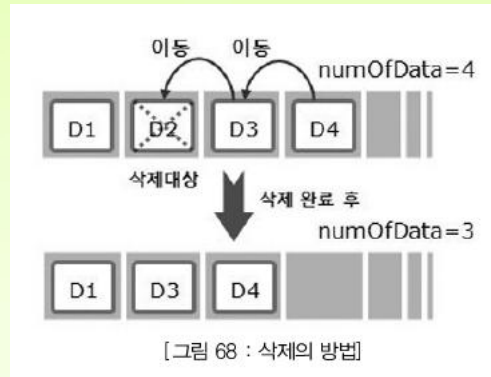 이동 이동
numOfData=4
D1 D2 D3 D4
삭제대상
삭제 완료 후
numOfData=3
D1 D3 D4
[그림 68 : 삭제의 방법]